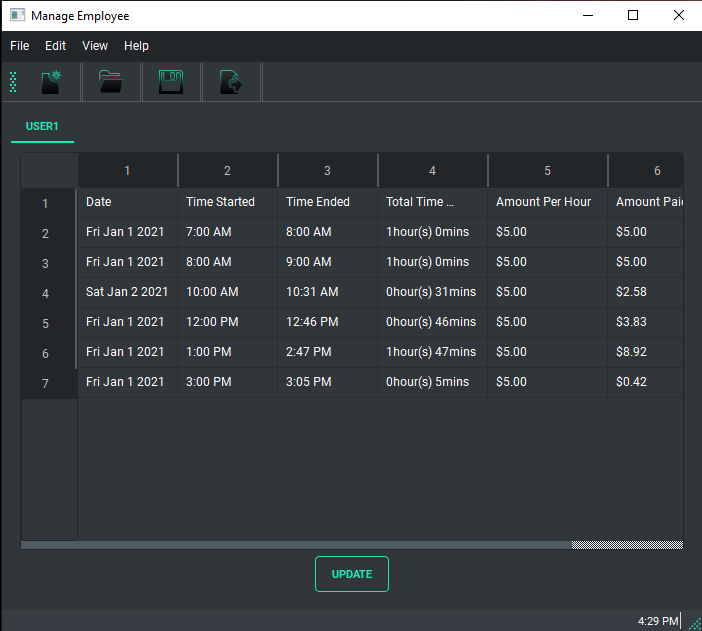 Manage Employee
File Edit View Help
USER1
1 2 3 4 5 6
1 Date Time Started Time Ended Total Time ... Amount Per Hour Amount Paid
2 Fri Jan 1 2021 7:00 AM 8:00 AM 1hour(s) 0mins $5.00 $5.00
3 Fri Jan 1 2021 8:00 AM 9:00 AM 1hour(s) 0mins $5.00 $5.00
4 Sat Jan 2 2021 10:00 AM 10:31 AM 0hour(s) 31mins $5.00 $2.58
5 Fri Jan 1 2021 12:00 PM 12:46 PM 0hour(s) 46mins $5.00 $3.83
6 Fri Jan 1 2021 1:00 PM 2:47 PM 1hour(s) 47mins $5.00 $8.92
7 Fri Jan 1 2021 3:00 PM 3:05 PM 0hour(s) 5mins $5.00 $0.42
UPDATE
4:29 PM